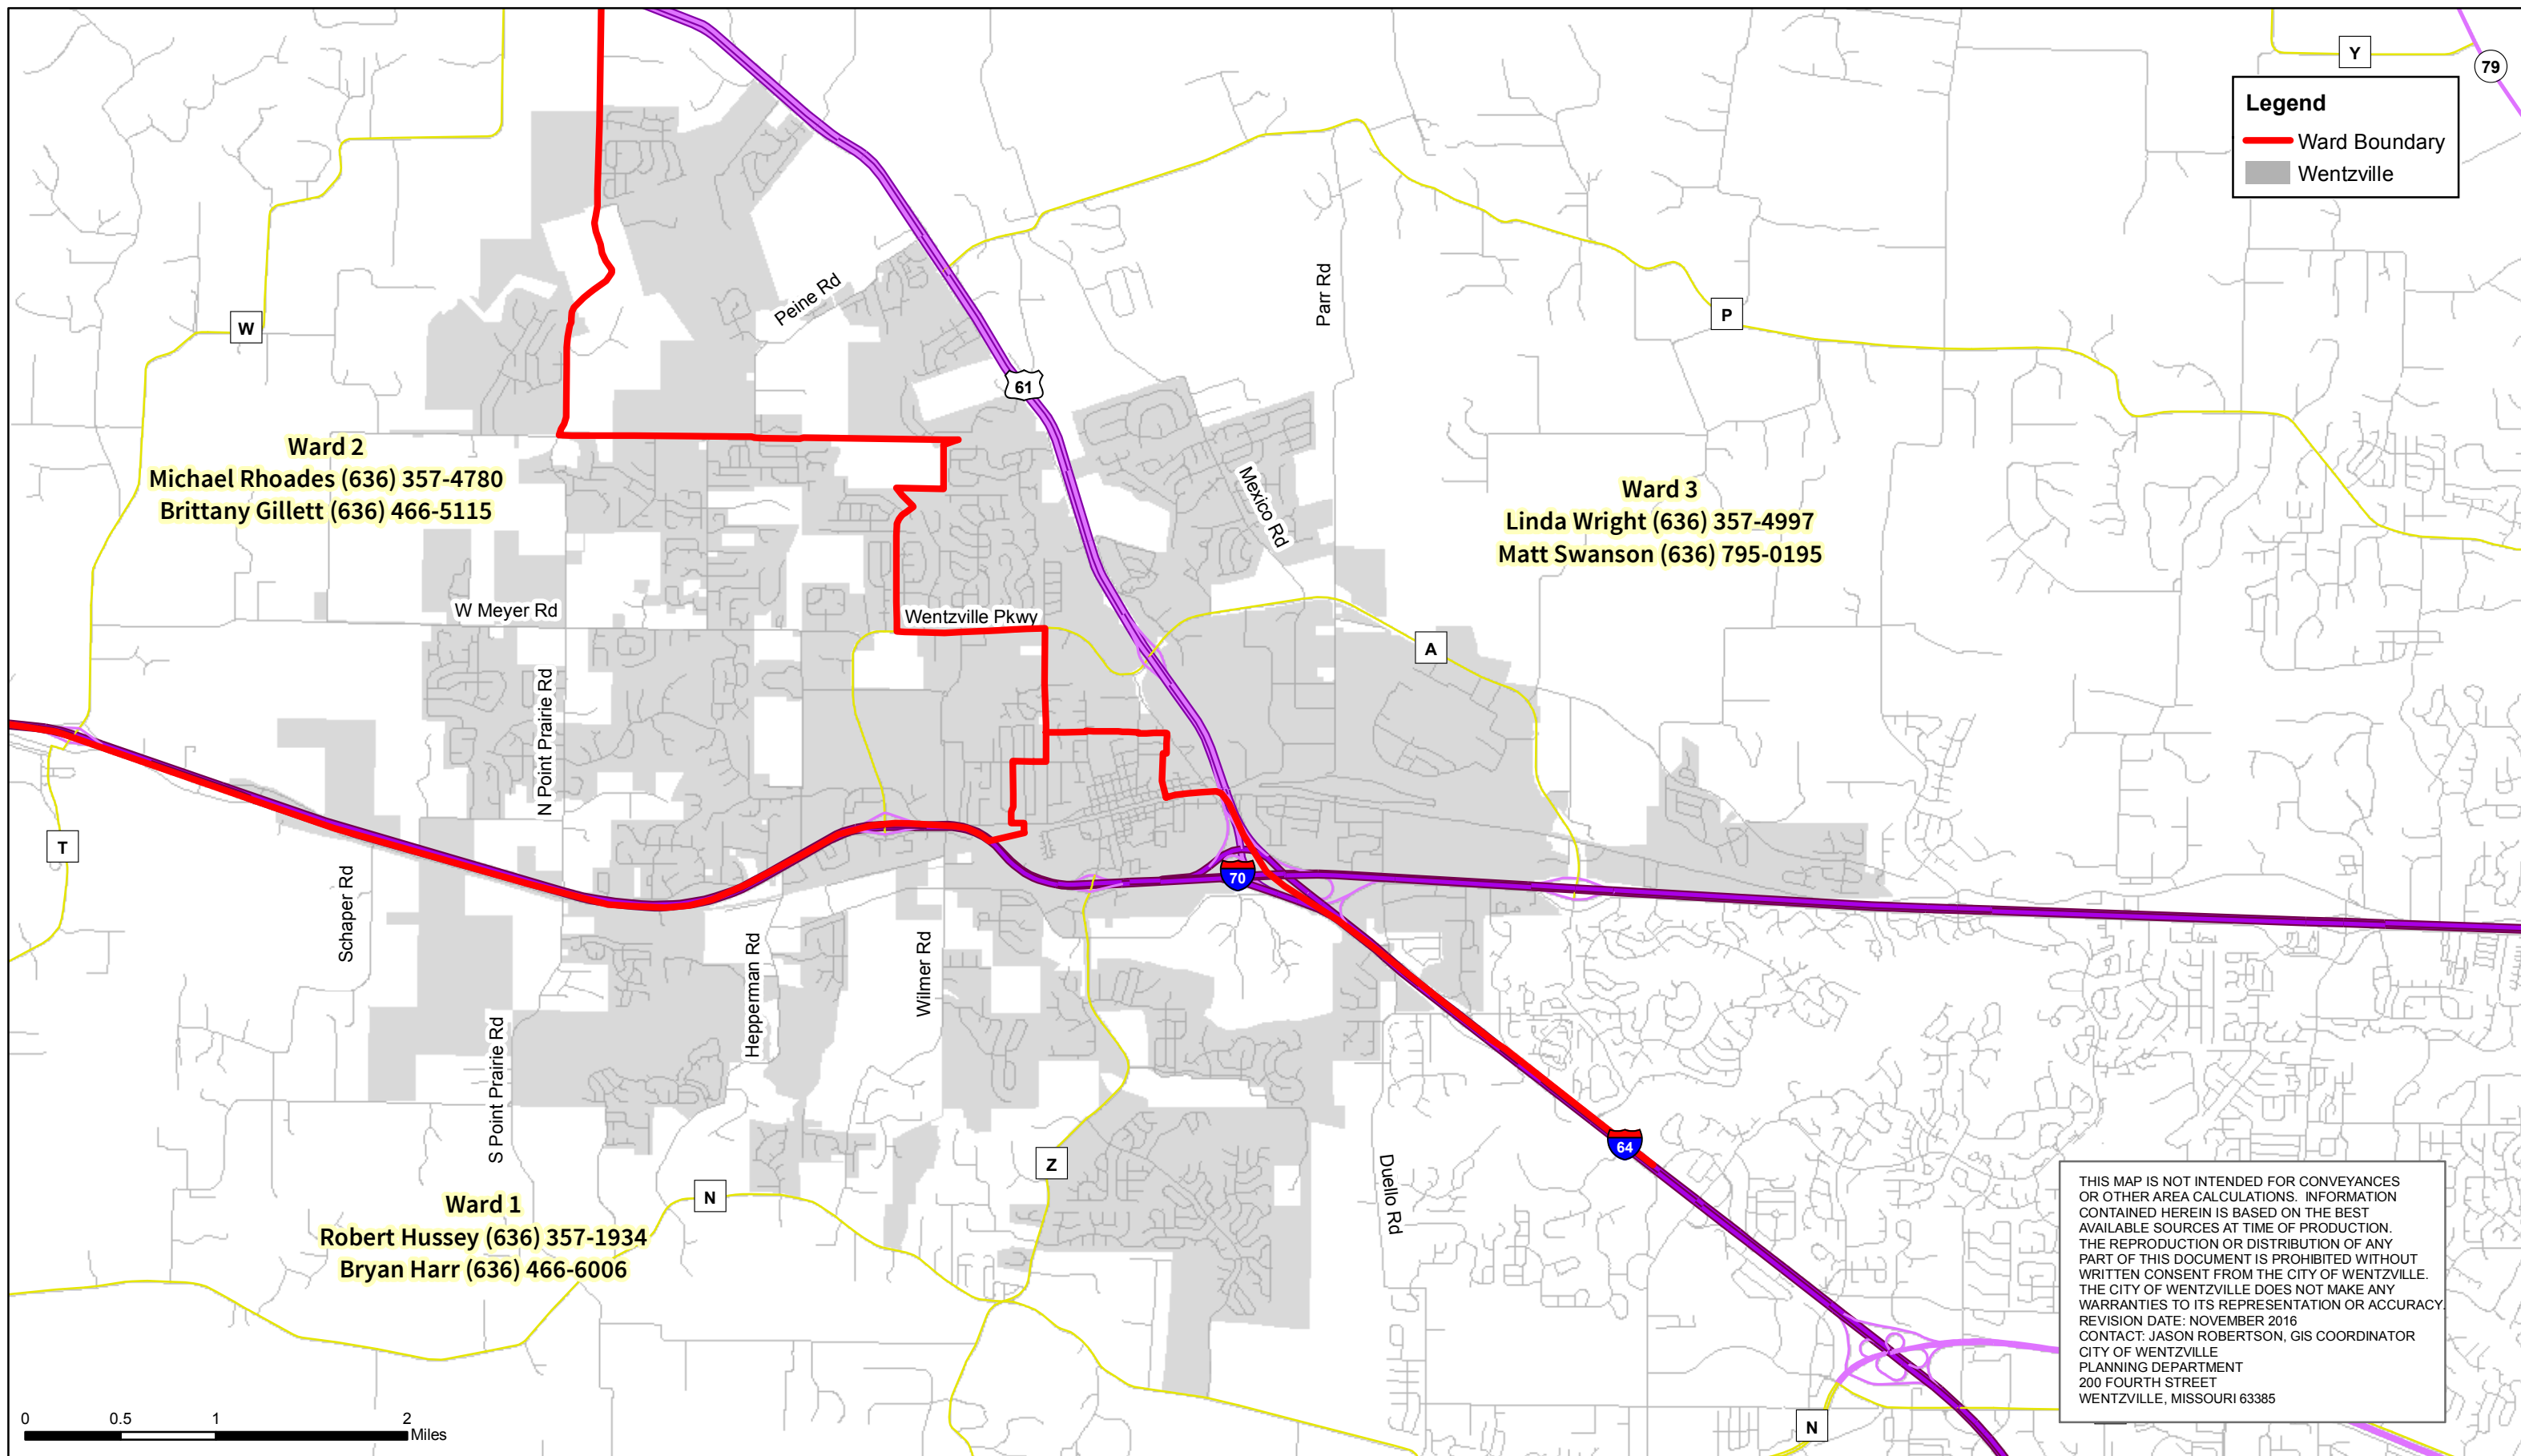 Y
79
Legend
Ward Boundary
Wentzville
Peine Rd
Parr Rd
W
P
61
Ward 2
Michael Rhoades (636) 357-4780
Brittany Gillett (636) 466-5115
Mexico Rd
Ward 3
Linda Wright (636) 357-4997
Matt Swanson (636) 795-0195
W Meyer Rd
Wentzville Pkwy
A
N Point Prairie Rd
T
70
Schaper Rd
Hepperman Rd
Wilmer Rd
S Point Prairie Rd
Z
64
Duello Rd
N
Ward 1
Robert Hussey (636) 357-1934
Bryan Harr (636) 466-6006
THIS MAP IS NOT INTENDED FOR CONVEYANCES
OR OTHER AREA CALCULATIONS. INFORMATION
CONTAINED HEREIN IS BASED ON THE BEST
AVAILABLE SOURCES AT TIME OF PRODUCTION.
THE REPRODUCTION OR DISTRIBUTION OF ANY
PART OF THIS DOCUMENT IS PROHIBITED WITHOUT
WRITTEN CONSENT FROM THE CITY OF WENTZVILLE.
THE CITY OF WENTZVILLE DOES NOT MAKE ANY
WARRANTIES TO ITS REPRESENTATION OR ACCURACY.
REVISION DATE: NOVEMBER 2016
CONTACT: JASON ROBERTSON, GIS COORDINATOR
CITY OF WENTZVILLE
PLANNING DEPARTMENT
200 FOURTH STREET
WENTZVILLE, MISSOURI 63385
N
0 0.5 1 2
Miles